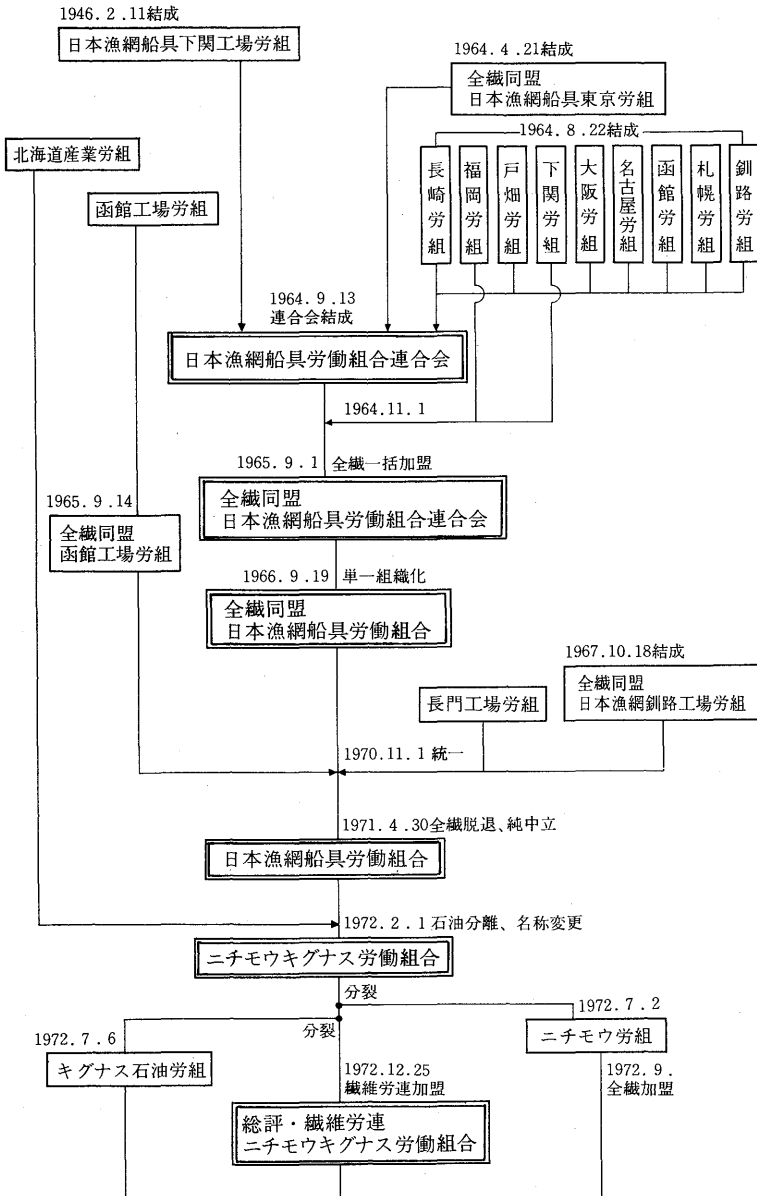 1946.2.11結成
日本漁網船具下関工場労組
1964.4.21結成
全繊同盟
日本漁網船具東京労組
1964.8.22結成
北海道産業労組
函館工場労組
長崎労組
福岡労組
戸畑労組
下関労組
大阪労組
名古屋労組
函館労組
札幌労組
釧路労組
1964.9.13
連合会結成
日本漁網船具労働組合連合会
1964.11.1
1965.9.1 全繊一括加盟
全繊同盟
日本漁網船具労働組合連合会
1965.9.14
全繊同盟
函館工場労組
1966.9.19 単一組織化
全繊同盟
日本漁網船具労働組合
1967.10.18結成
全繊同盟
日本漁網釧路工場労組
長門工場労組
1970.11.1 統一
1971.4.30全繊脱退、純中立
日本漁網船具労働組合
1972.2.1 石油分離、名称変更
ニチモウキグナス労働組合
分裂
1972.7.2
ニチモウ労組
分裂
1972.7.6
キグナス石油労組
1972.12.25
繊維労連加盟
1972.9.
全繊加盟
総評・繊維労連
ニチモウキグナス労働組合